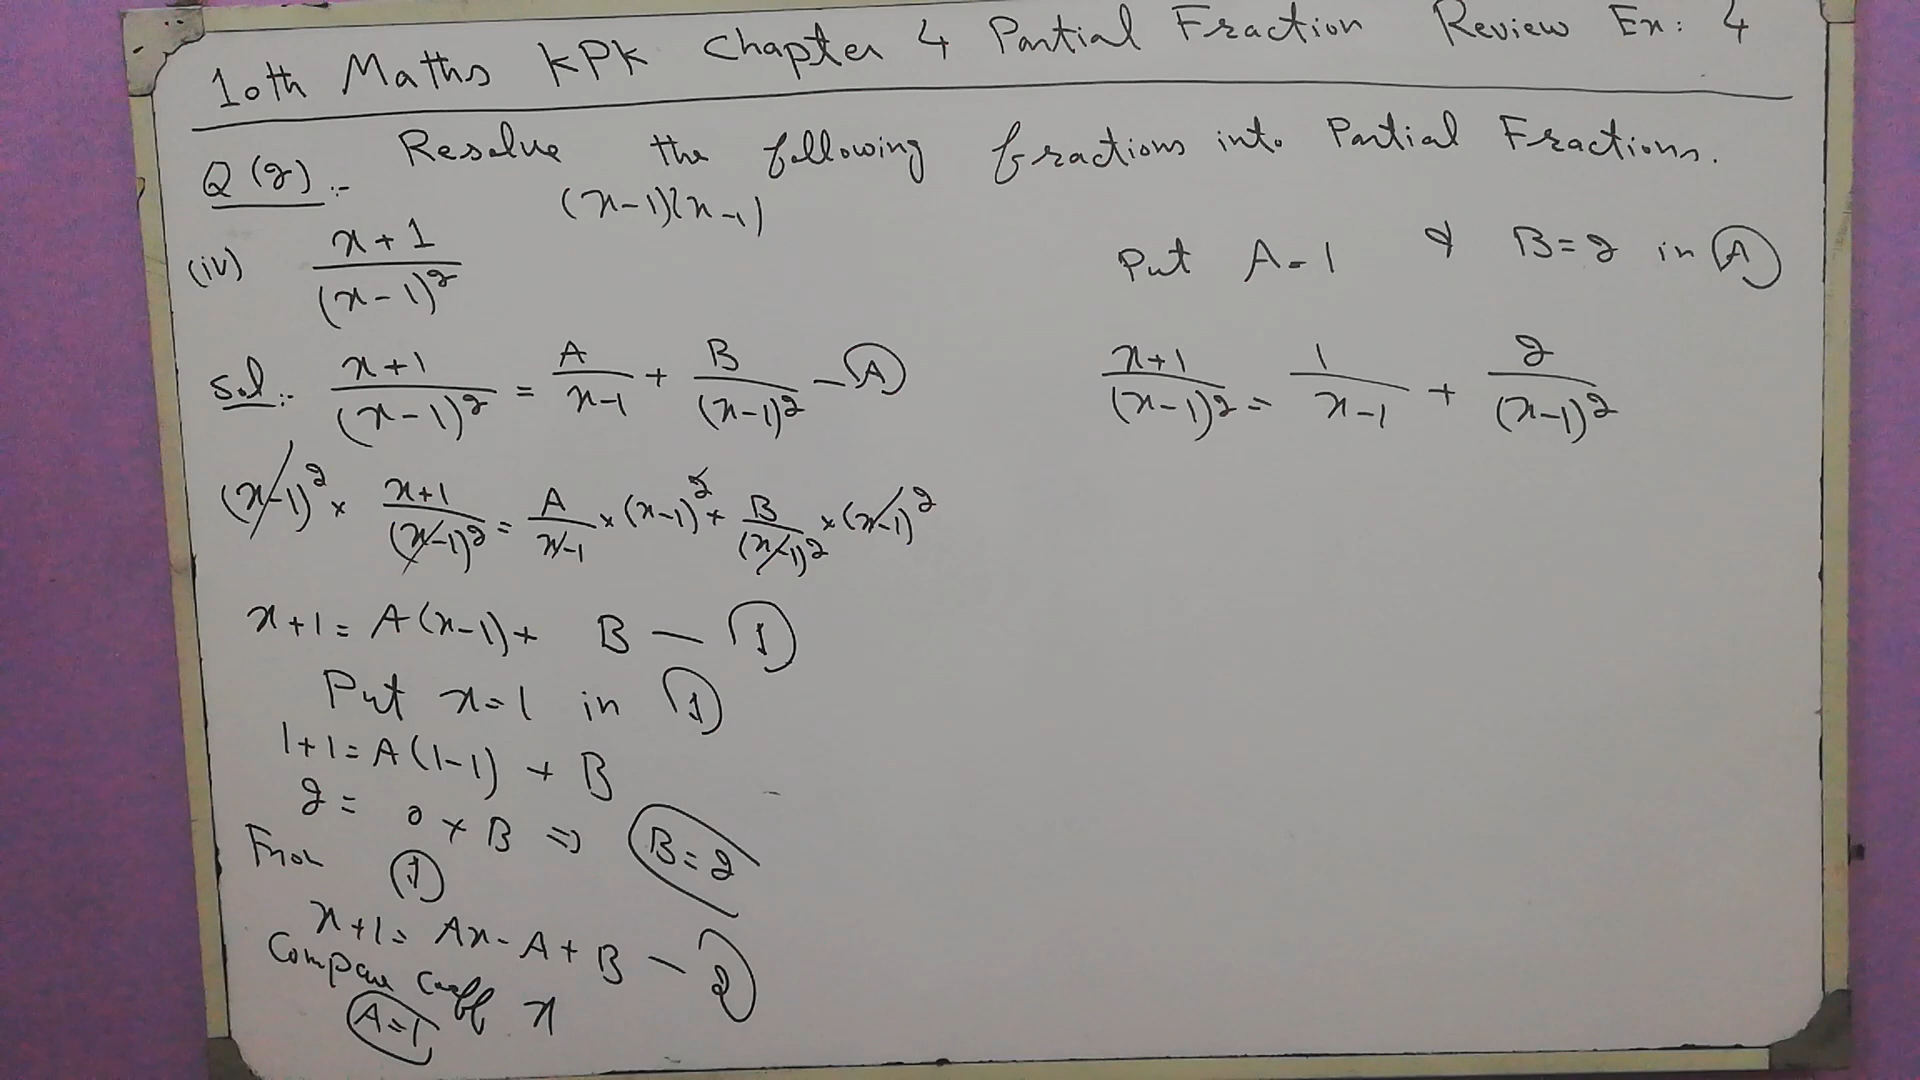 10th Maths KPK Chapter 4 Partial Fraction Review Ex: 4
Q(2):- Resolve the following fractions into Partial Fractions.
(x-1)(x-1)
(iv) x+1/(x-1)²
Sol:- x+1/(x-1)² = A/x-1 + B/(x-1)² — Ⓐ
(x-1)² × x+1/(x-1)² = A/x-1 × (x-1)² + B/(x-1)² × (x-1)²
x+1 = A(x-1) + B — ①
Put x=1 in ①
1+1 = A(1-1) + B
2 = 0 + B ⇒ B=2
From ①
x+1 = Ax - A + B — ②
Compare Coeff x
A=1
Put A=1 & B=2 in Ⓐ
x+1/(x-1)² = 1/x-1 + 2/(x-1)²